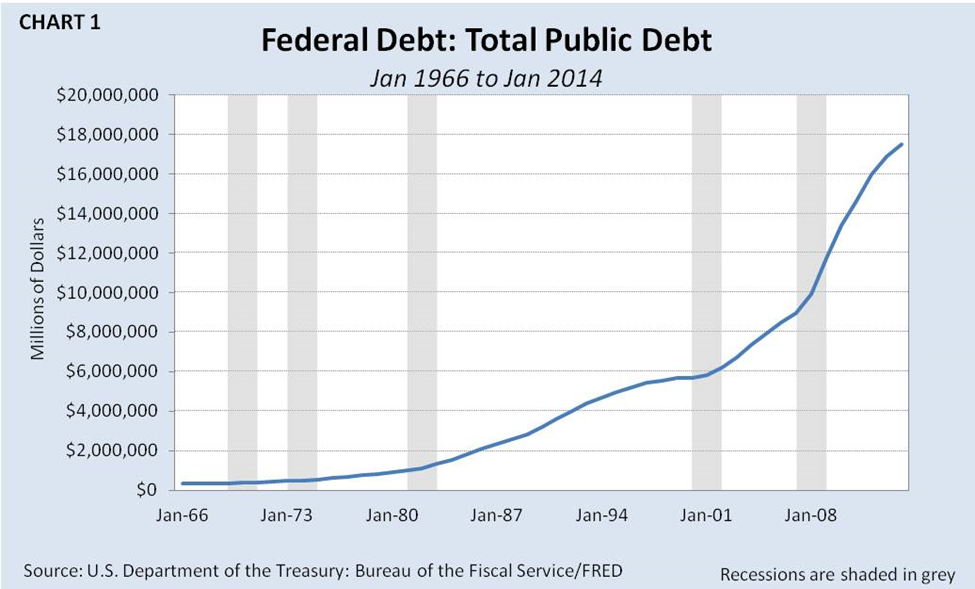 CHART 1
Federal Debt: Total Public Debt
Jan 1966 to Jan 2014
Millions of Dollars
$20,000,000
$18,000,000
$16,000,000
$14,000,000
$12,000,000
$10,000,000
$8,000,000
$6,000,000
$4,000,000
$2,000,000
$0
Jan-66 Jan-73 Jan-80 Jan-87 Jan-94 Jan-01 Jan-08
Source: U.S. Department of the Treasury: Bureau of the Fiscal Service/FRED
Recessions are shaded in grey